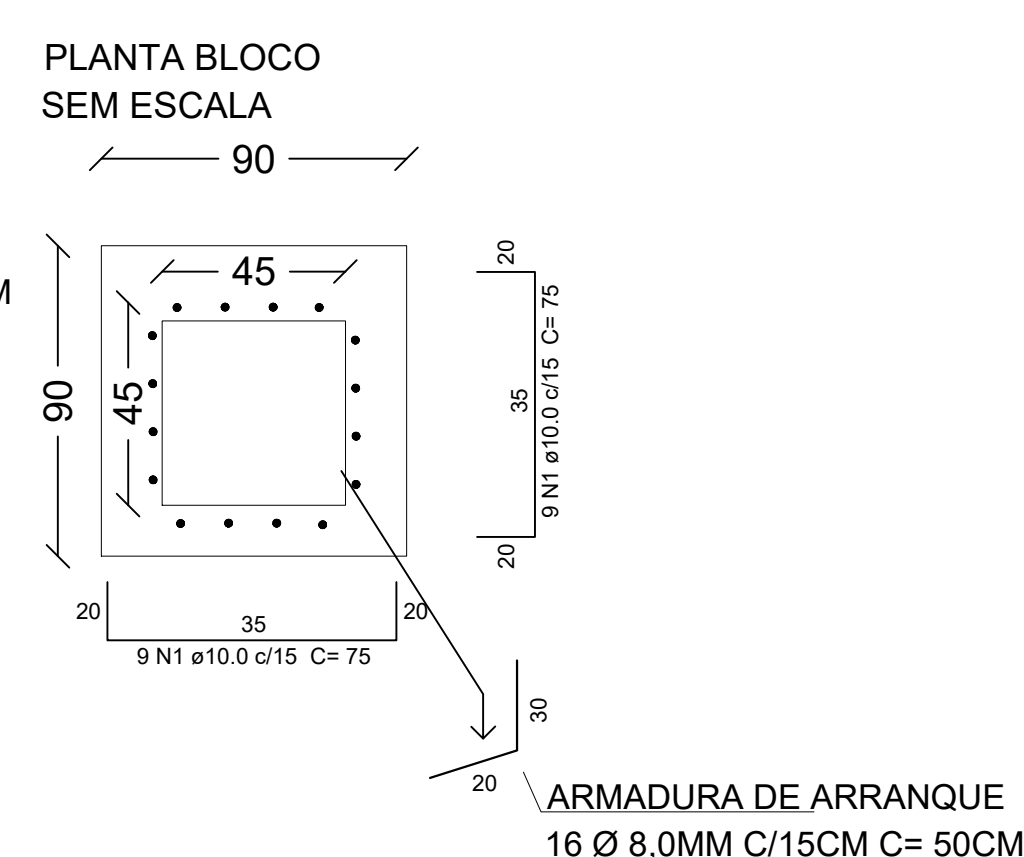 PLANTA BLOCO
SEM ESCALA
90
M
45
90
45
20
35
9 N1 ø10.0 c/15 C= 75
20
20
35
20
9 N1 ø10.0 c/15 C= 75
30
20
ARMADURA DE ARRANQUE
16 Ø 8,0MM C/15CM C= 50CM